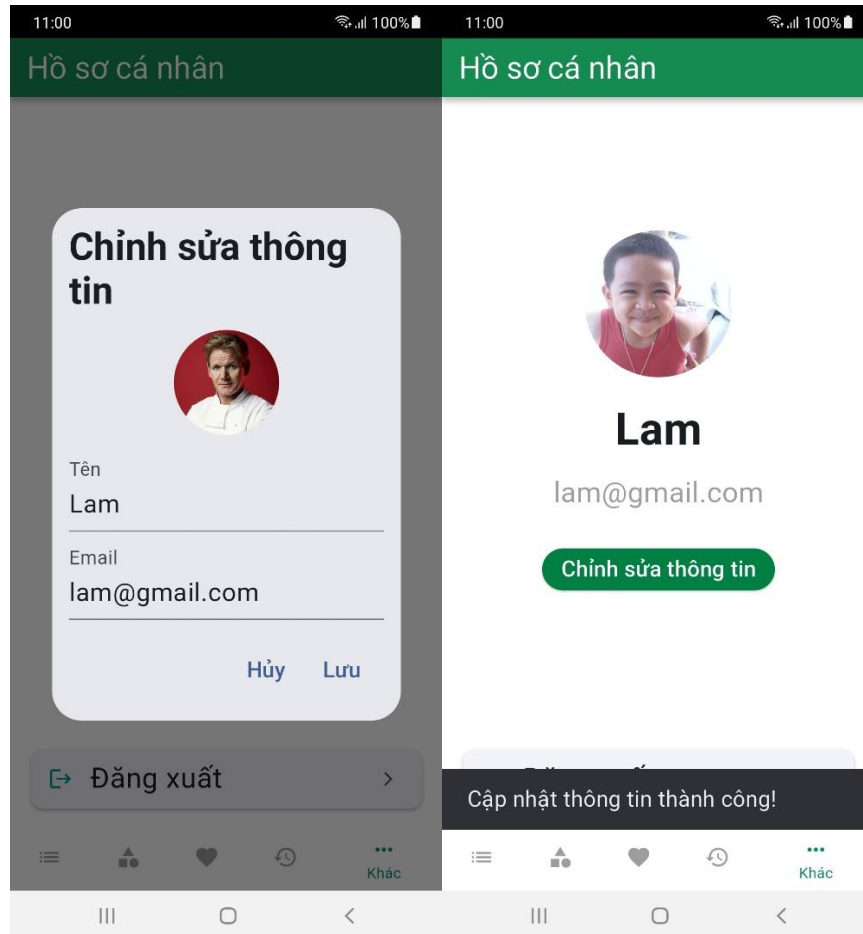 11:00
100%
Hồ sơ cá nhân
Chỉnh sửa thông
tin
Tên
Lam
Email
lam@gmail.com
Hủy Lưu
Đăng xuất
Khác
11:00
100%
Hồ sơ cá nhân
Lam
lam@gmail.com
Chỉnh sửa thông tin
Cập nhật thông tin thành công!
Khác